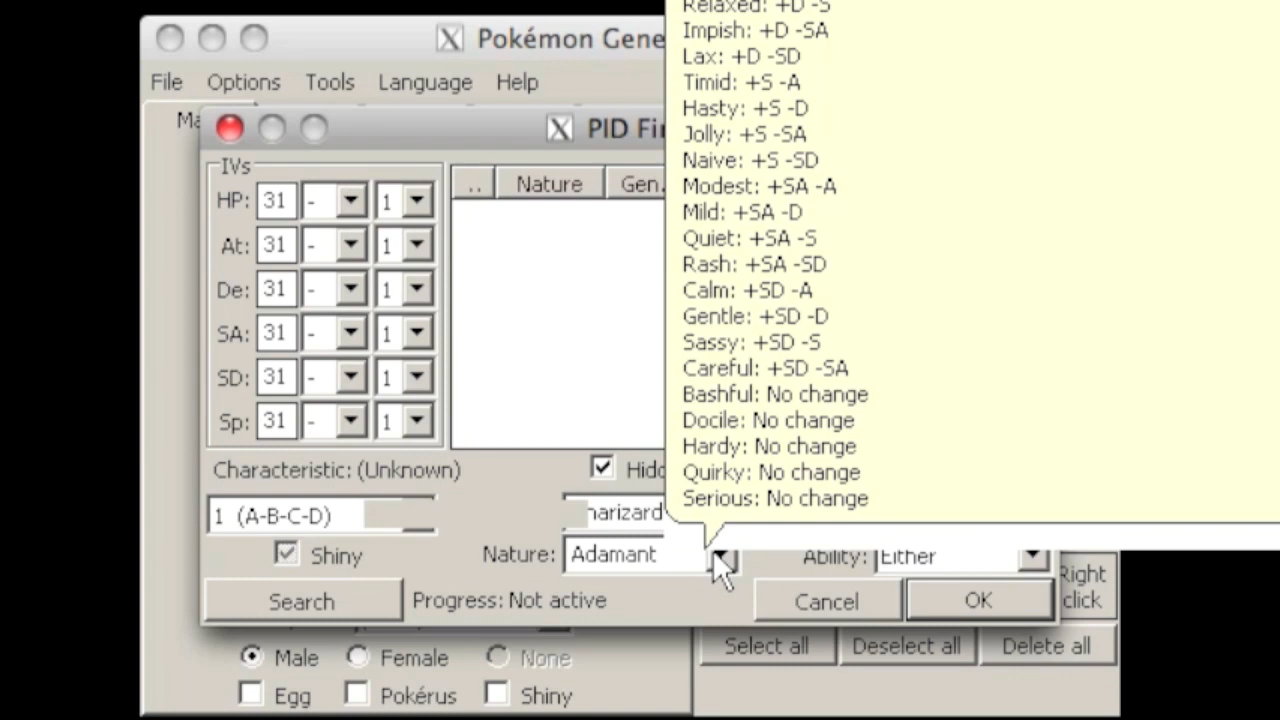 Relaxed: +D -S
Pokémon Gene
Impish: +D -SA
Lax: +D -SD
File Options Tools Language Help
Timid: +S -A
Hasty: +S -D
Ma
PID Fi
Jolly: +S -SA
IVs
Naive: +S -SD
.. Nature Gen.
Modest: +SA -A
HP: 31 - 1
Mild: +SA -D
At: 31 - 1
Quiet: +SA -S
Rash: +SA -SD
De: 31 - 1
Calm: +SD -A
Gentle: +SD -D
SA: 31 - 1
Sassy: +SD -S
Careful: +SD -SA
SD: 31 - 1
Bashful: No change
Sp: 31 - 1
Docile: No change
Hardy: No change
Characteristic: (Unknown) Hidd
Quirky: No change
Serious: No change
1 (A-B-C-D) harizard
Shiny Nature: Adamant Ability: Either
Right
click
Search Progress: Not active Cancel OK
Select all Deselect all Delete all
Male Female None
Egg Pokérus Shiny